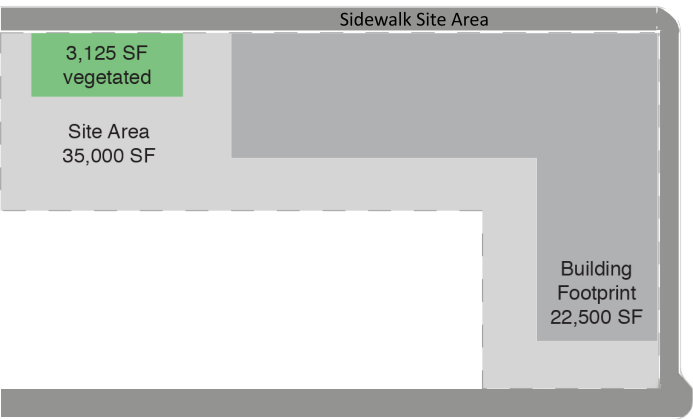 Sidewalk Site Area
3,125 SF
vegetated
Site Area
35,000 SF
Building
Footprint
22,500 SF